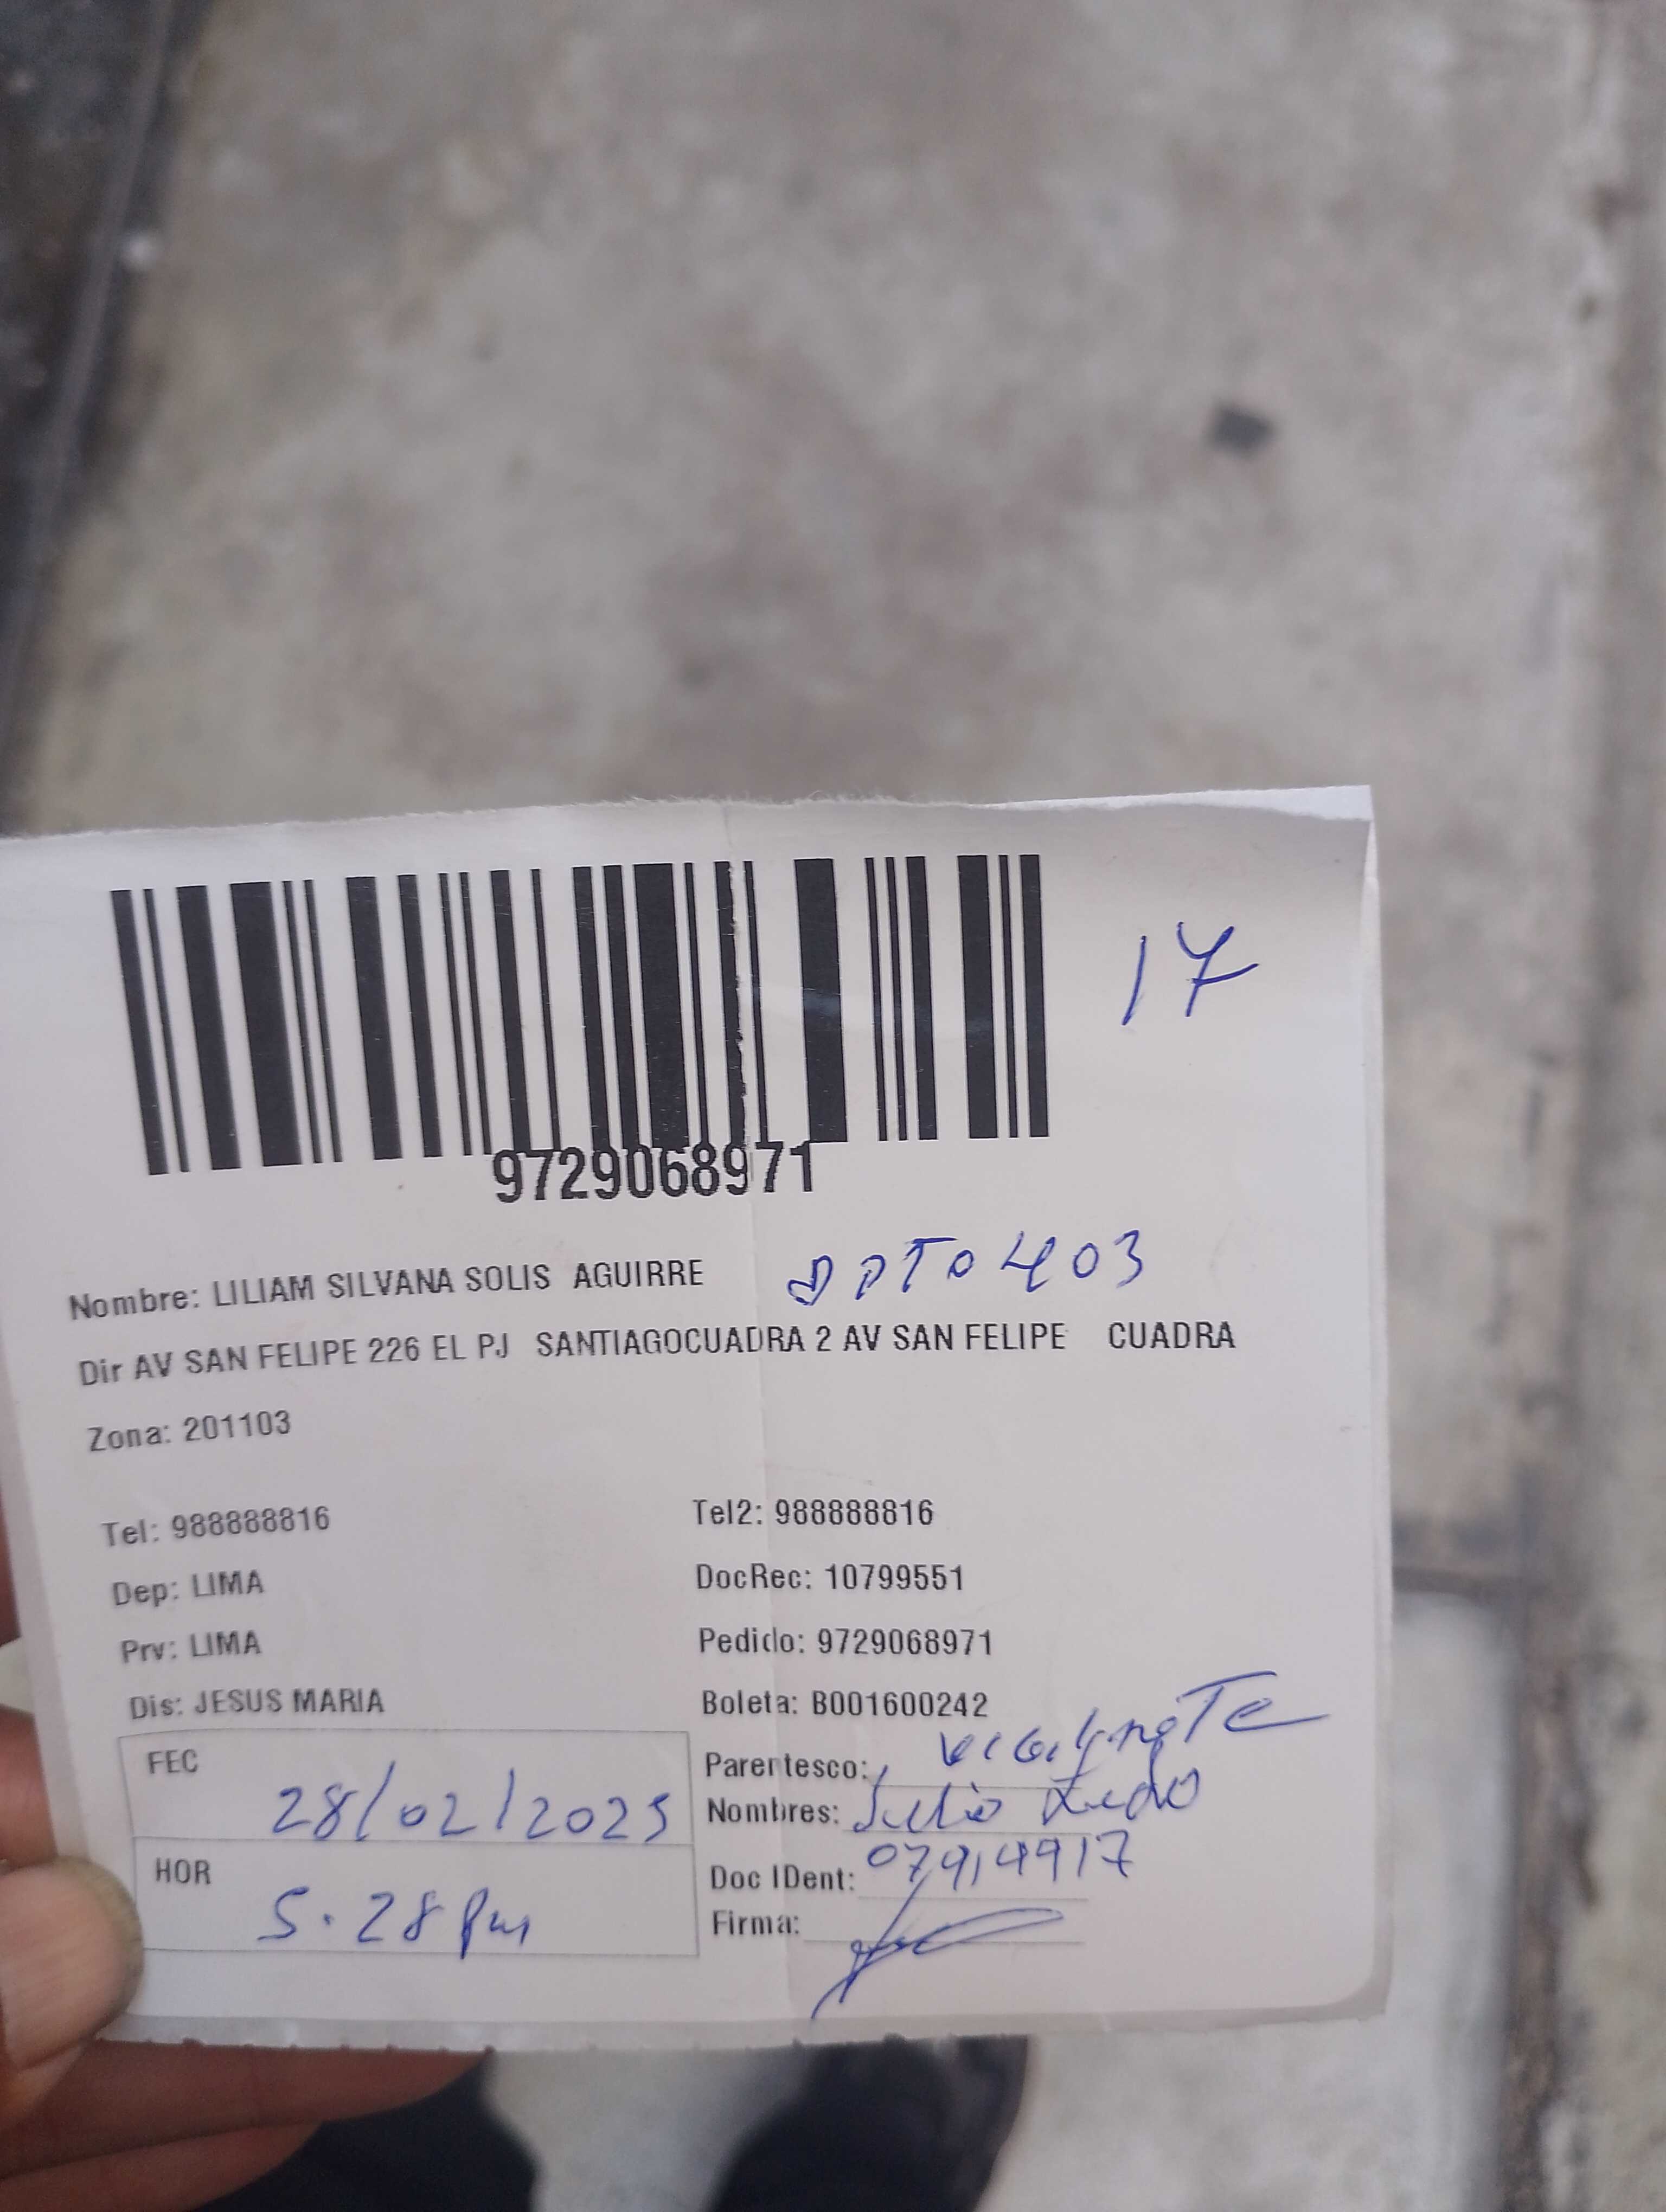 17
9729068971
Nombre: LILIAM SILVANA SOLIS AGUIRRE DPTO 403
Dir AV SAN FELIPE 226 EL PJ SANTIAGOCUADRA 2 AV SAN FELIPE CUADRA
Zona: 201103
Tel: 988888816 Tel2: 988888816
Dep: LIMA DocRec: 10799551
Prv: LIMA Pedido: 9729068971
Dis: JESUS MARIA Boleta: B001600242
FEC 28/02/2025
HOR 5.28 pm
Parentesco: vigilante
Nombres: Julio
Doc IDent: 07914917
Firma: